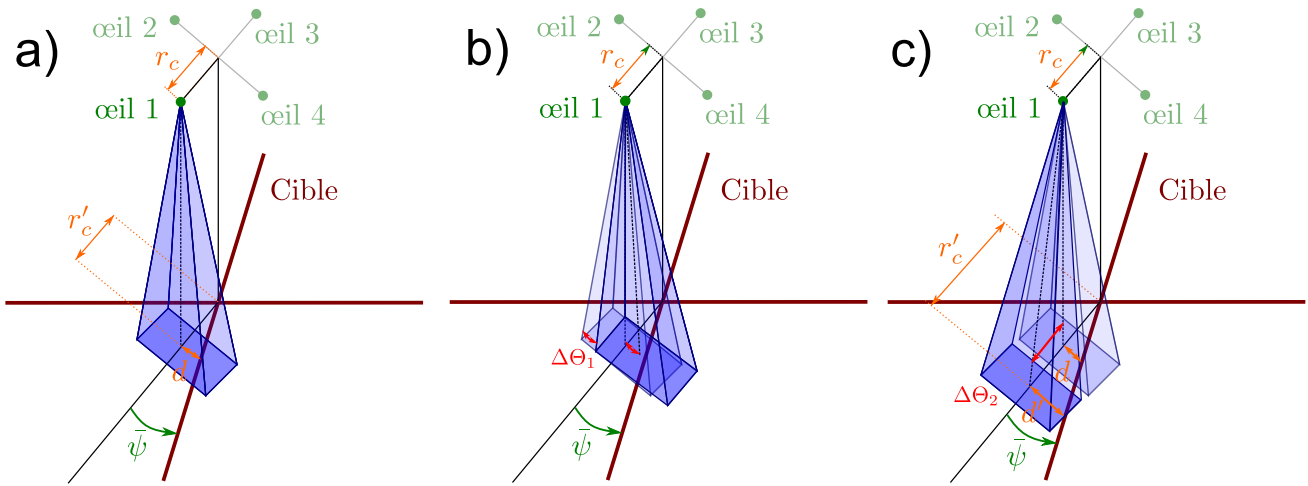 a)
œil 2
œil 3
r_c
œil 1
œil 4
Cible
r'_c
d
ψ̄
b)
œil 2
œil 3
r_c
œil 1
œil 4
Cible
ΔΘ₁
ψ̄
c)
œil 2
œil 3
r_c
œil 1
œil 4
Cible
r'_c
d
ΔΘ₂
d'
ψ̄